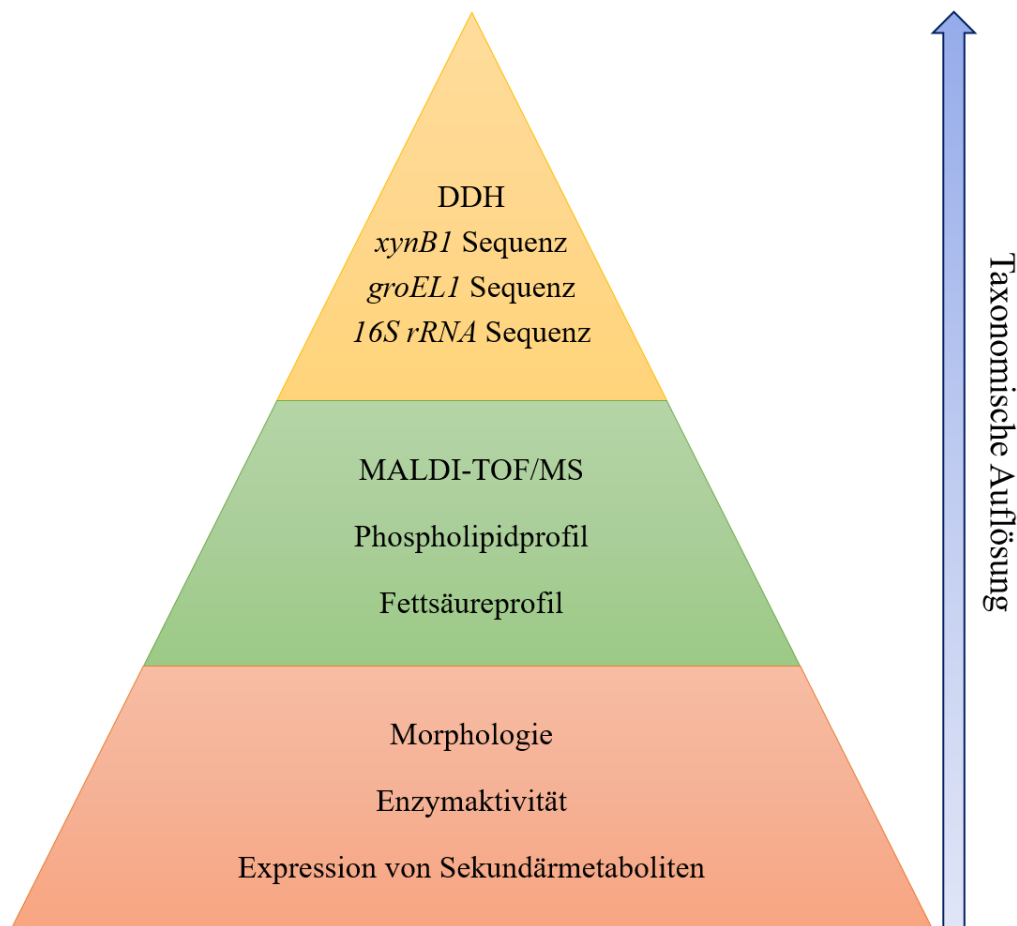 DDH
xynB1 Sequenz
groEL1 Sequenz
16S rRNA Sequenz
MALDI-TOF/MS
Phospholipidprofil
Fettsäureprofil
Morphologie
Enzymaktivität
Expression von Sekundärmetaboliten
Taxonomische Auflösung